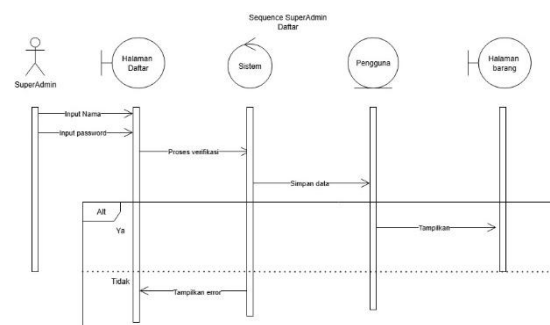 Sequence SuperAdmin
Daftar
SuperAdmin
Halaman
Daftar
Sistem
Pengguna
Halaman
barang
Input Nama
Input password
Proses verifikasi
Simpan data
Alt
Ya
Tampilkan
Tidak
Tampilkan error